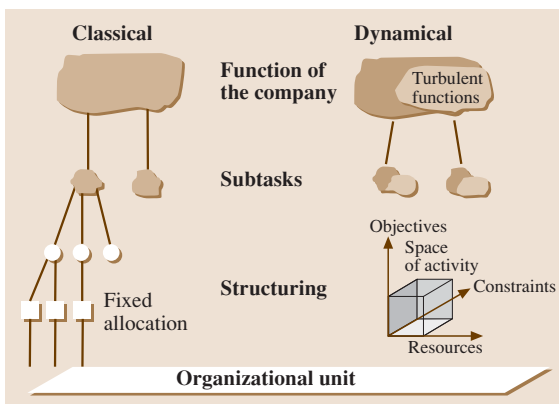 Classical
Dynamical
Function of
the company
Turbulent
functions
Subtasks
Objectives
Space
of activity
Constraints
Structuring
Fixed
allocation
Resources
Organizational unit